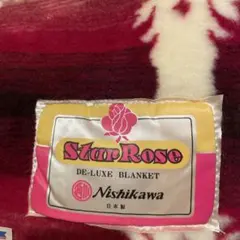 Star Rose
DE-LUXE BLANKET
Nishikawa
日本製